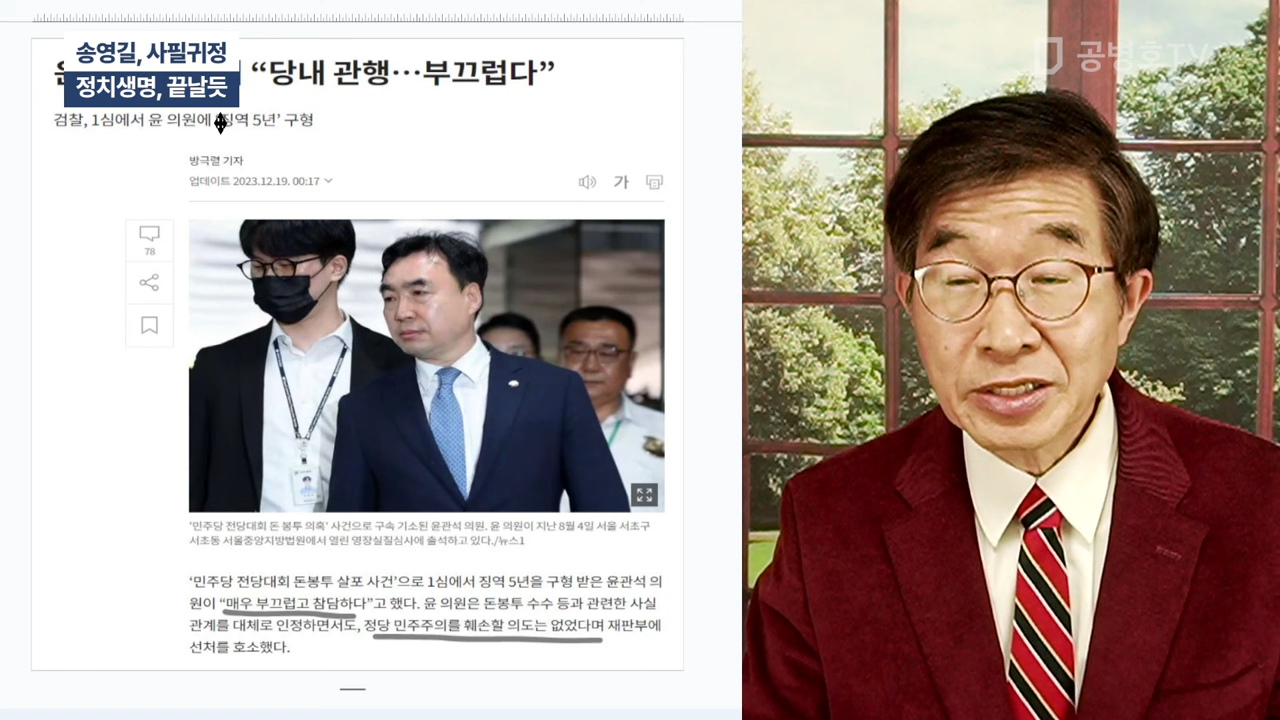 송영길, 사필귀정
정치생명, 끝날듯
“당내 관행…부끄럽다”
검찰, 1심에서 윤 의원에 ‘징역 5년’ 구형
방극렬 기자
업데이트 2023.12.19. 00:17
가
78
'민주당 전당대회 돈 봉투 의혹' 사건으로 구속 기소된 윤관석 의원. 윤 의원이 지난 8월 4일 서울 서초구
서초동 서울중앙지방법원에서 열린 영장실질심사에 출석하고 있다./뉴스1
‘민주당 전당대회 돈봉투 살포 사건’으로 1심에서 징역 5년을 구형 받은 윤관석 의
원이 “매우 부끄럽고 참담하다”고 했다. 윤 의원은 돈봉투 수수 등과 관련한 사실
관계를 대체로 인정하면서도, 정당 민주주의를 훼손할 의도는 없었다며 재판부에
선처를 호소했다.
공병호TV